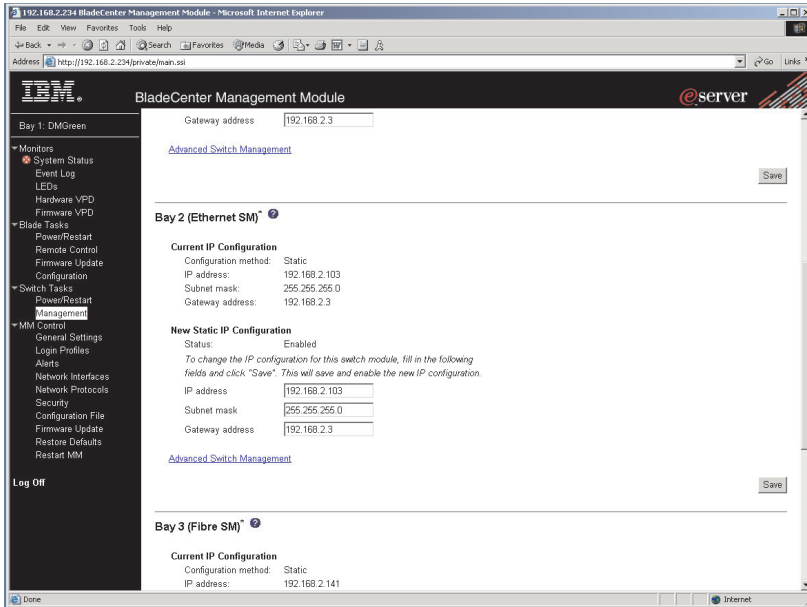 192.168.2.234 BladeCenter Management Module - Microsoft Internet Explorer
File Edit View Favorites Tools Help
Back Search Favorites Media
Address http://192.168.2.234/private/main.ssi Go Links
IBM. BladeCenter Management Module eserver
Bay 1: DMGreen
Monitors
System Status
Event Log
LEDs
Hardware VPD
Firmware VPD
Blade Tasks
Power/Restart
Remote Control
Firmware Update
Configuration
Switch Tasks
Power/Restart
Management
MM Control
General Settings
Login Profiles
Alerts
Network Interfaces
Network Protocols
Security
Configuration File
Firmware Update
Restore Defaults
Restart MM
Log Off
Gateway address 192.168.2.3
Advanced Switch Management
Save
Bay 2 (Ethernet SM)* ?
Current IP Configuration
Configuration method: Static
IP address: 192.168.2.103
Subnet mask: 255.255.255.0
Gateway address: 192.168.2.3
New Static IP Configuration
Status: Enabled
To change the IP configuration for this switch module, fill in the following
fields and click "Save". This will save and enable the new IP configuration.
IP address 192.168.2.103
Subnet mask 255.255.255.0
Gateway address 192.168.2.3
Advanced Switch Management
Save
Bay 3 (Fibre SM)* ?
Current IP Configuration
Configuration method: Static
IP address: 192.168.2.141
Done Internet